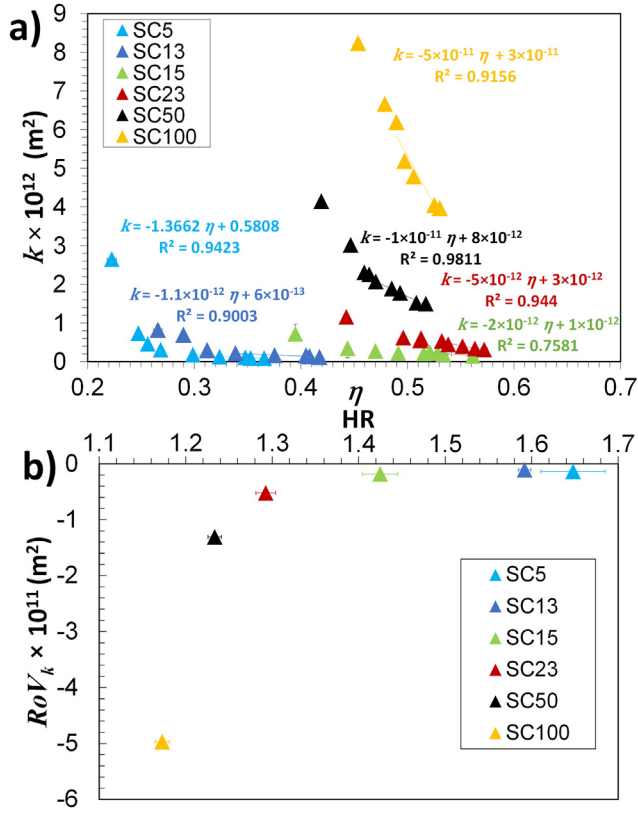 a)
9
8
7
6
5
4
3
2
1
0
k × 10¹² (m²)
SC5
SC13
SC15
SC23
SC50
SC100
k = -5×10⁻¹¹ η + 3×10⁻¹¹
R² = 0.9156
k = -1.3662 η + 0.5808
R² = 0.9423
k = -1×10⁻¹¹ η + 8×10⁻¹²
R² = 0.9811
k = -1.1×10⁻¹² η + 6×10⁻¹³
R² = 0.9003
k = -5×10⁻¹² η + 3×10⁻¹²
R² = 0.944
k = -2×10⁻¹² η + 1×10⁻¹²
R² = 0.7581
0.2 0.3 0.4 0.5 0.6 0.7
η
HR
1.1 1.2 1.3 1.4 1.5 1.6 1.7
b)
0
-1
-2
-3
-4
-5
-6
RoVₖ × 10¹¹ (m²)
SC5
SC13
SC15
SC23
SC50
SC100